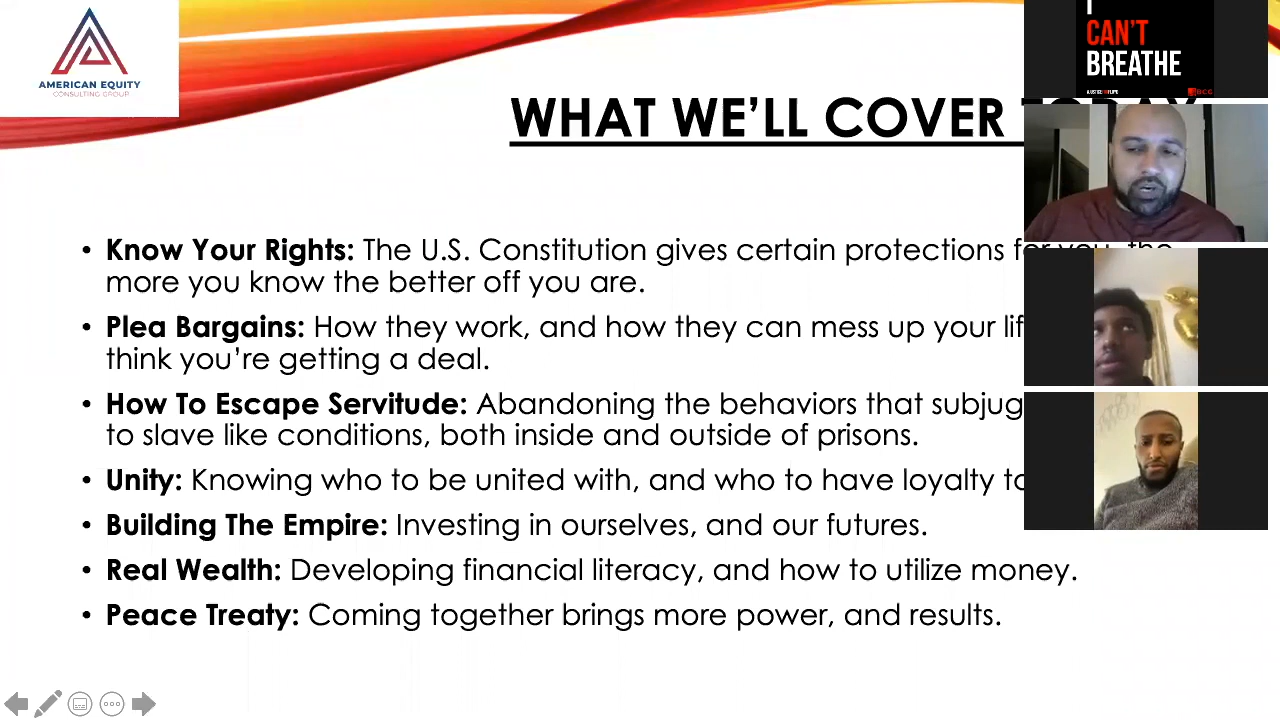 AMERICAN EQUITY
CONSULTING GROUP
I
CAN'T
BREATHE
BCG
WHAT WE'LL COVER
• Know Your Rights: The U.S. Constitution gives certain protections for you, the
more you know the better off you are.
• Plea Bargains: How they work, and how they can mess up your
think you're getting a deal.
• How To Escape Servitude: Abandoning the behaviors that
to slave like conditions, both inside and outside of prisons.
• Unity: Knowing who to be united with, and who to have loyalty
• Building The Empire: Investing in ourselves, and our futures.
• Real Wealth: Developing financial literacy, and how to utilize money.
• Peace Treaty: Coming together brings more power, and results.